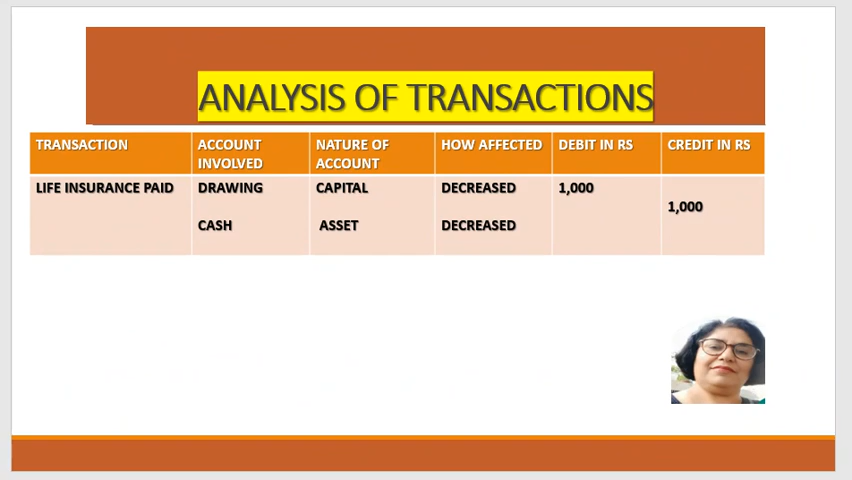 ANALYSIS OF TRANSACTIONS
TRANSACTION
ACCOUNT
INVOLVED
NATURE OF
ACCOUNT
HOW AFFECTED
DEBIT IN RS
CREDIT IN RS
LIFE INSURANCE PAID
DRAWING
CAPITAL
DECREASED
1,000
1,000
CASH
ASSET
DECREASED